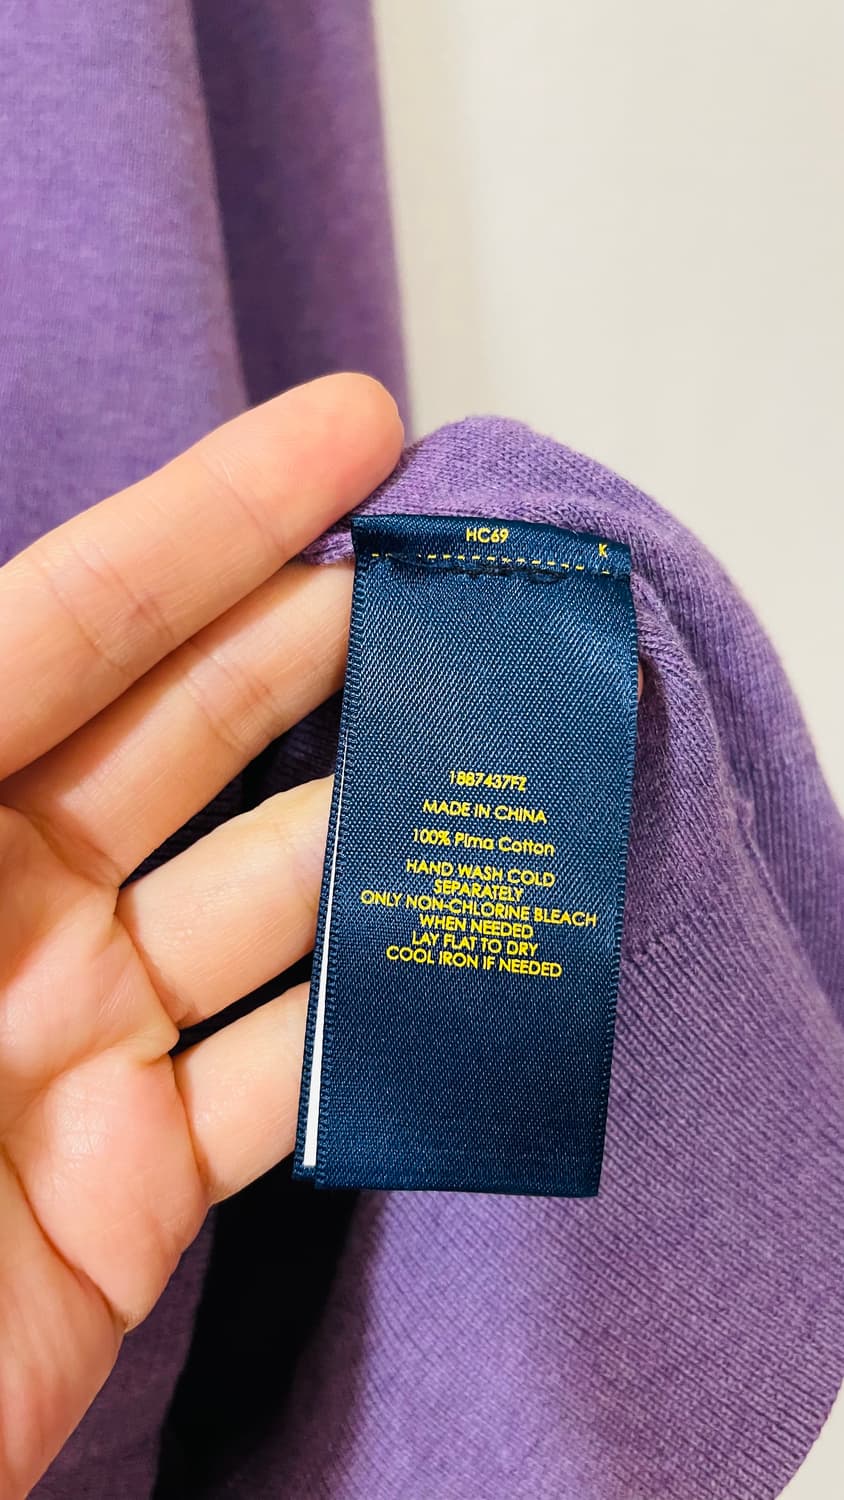 HC69
K
1887437FZ
MADE IN CHINA
100% Pima Cotton
HAND WASH COLD
SEPARATELY
ONLY NON-CHLORINE BLEACH
WHEN NEEDED
LAY FLAT TO DRY
COOL IRON IF NEEDED